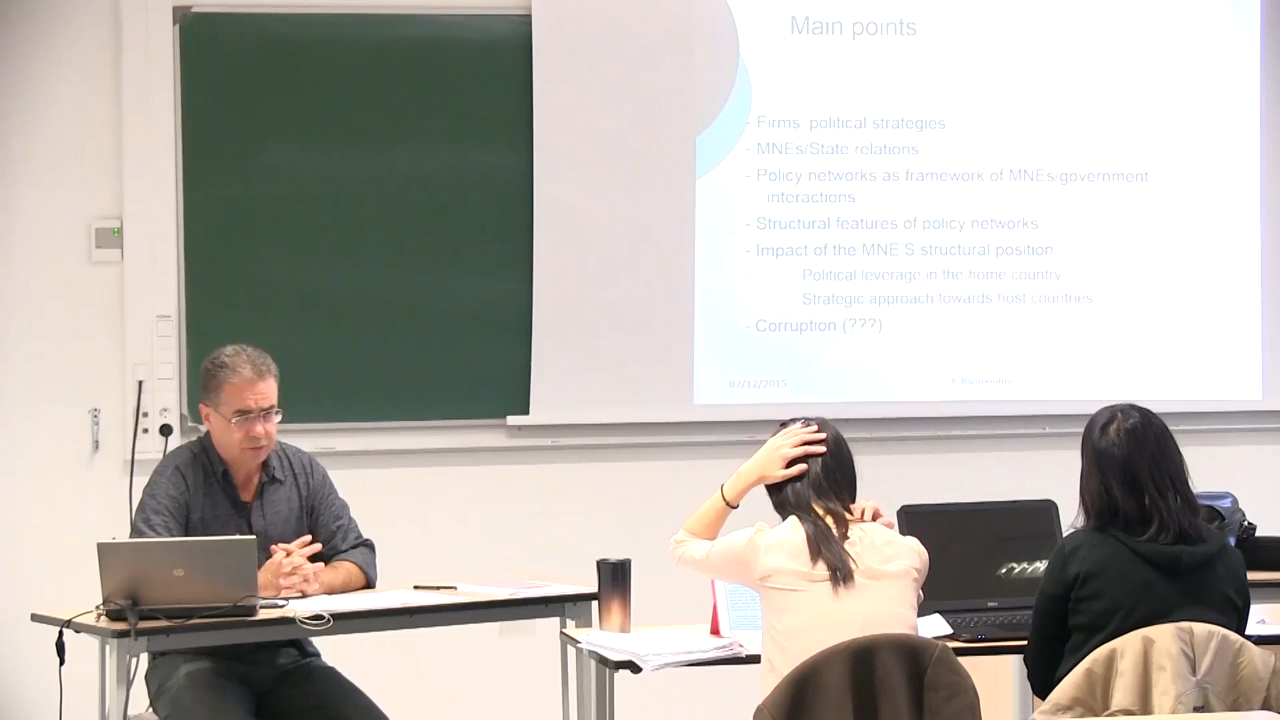 Main points
- Firms political strategies
- MNEs/State relations
- Policy networks as framework of MNEs/government
interactions
- Structural features of policy networks
- Impact of the MNE S structural position
Political leverage in the home country
Strategic approach towards host countries
- Corruption (???)
07/12/2015
hp
DELL